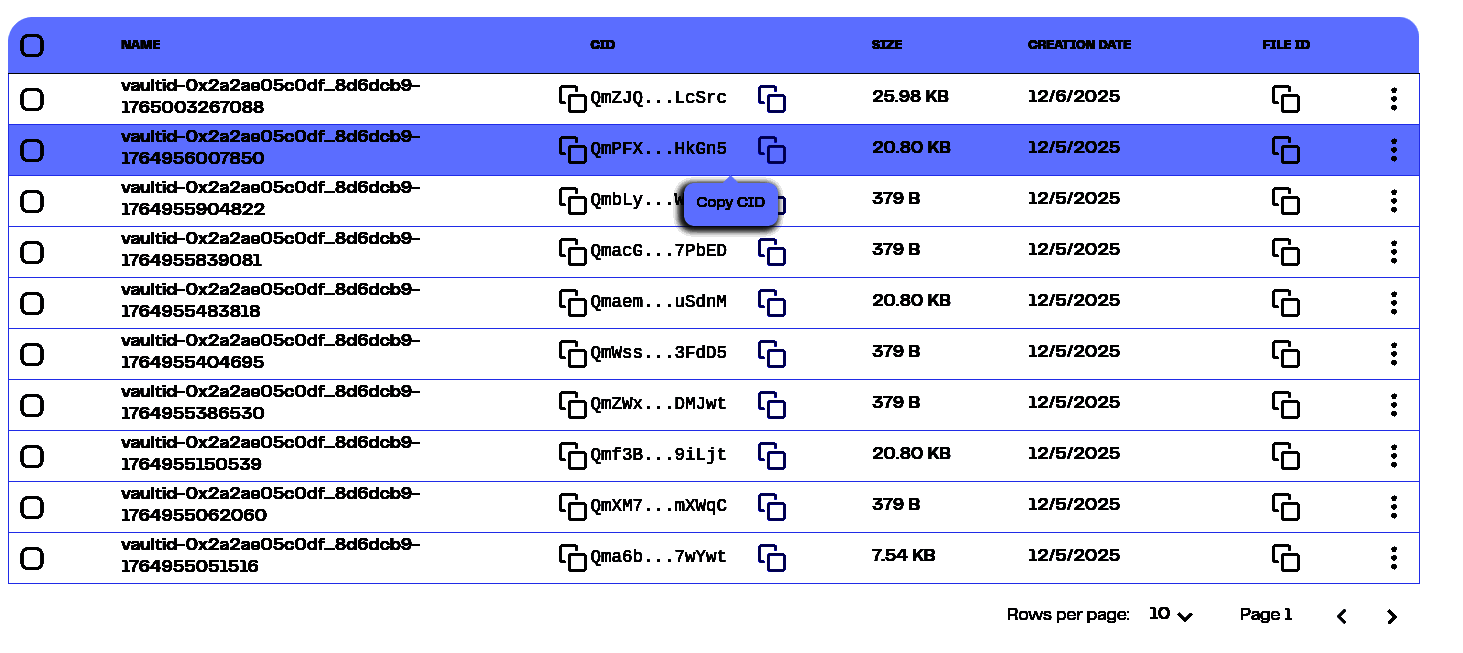 NAME CID SIZE CREATION DATE FILE ID
vaultid-0x2a2ae05c0df_8d6dcb9-
1765003267088 QmZJQ...LcSrc 25.98 KB 12/6/2025
vaultid-0x2a2ae05c0df_8d6dcb9-
1764956007850 QmPFX...HkGn5 20.80 KB 12/5/2025
vaultid-0x2a2ae05c0df_8d6dcb9-
1764955904822 QmbLy... 379 B 12/5/2025
Copy CID
vaultid-0x2a2ae05c0df_8d6dcb9-
1764955839081 QmacG...7PbED 379 B 12/5/2025
vaultid-0x2a2ae05c0df_8d6dcb9-
1764955483818 Qmaem...uSdnM 20.80 KB 12/5/2025
vaultid-0x2a2ae05c0df_8d6dcb9-
1764955404695 QmWss...3FdD5 379 B 12/5/2025
vaultid-0x2a2ae05c0df_8d6dcb9-
1764955386530 QmZWx...DMJwt 379 B 12/5/2025
vaultid-0x2a2ae05c0df_8d6dcb9-
1764955150539 Qmf3B...9iLjt 20.80 KB 12/5/2025
vaultid-0x2a2ae05c0df_8d6dcb9-
1764955062060 QmXM7...mXWqC 379 B 12/5/2025
vaultid-0x2a2ae05c0df_8d6dcb9-
1764955051516 Qma6b...7wYwt 7.54 KB 12/5/2025
Rows per page: 10 Page 1